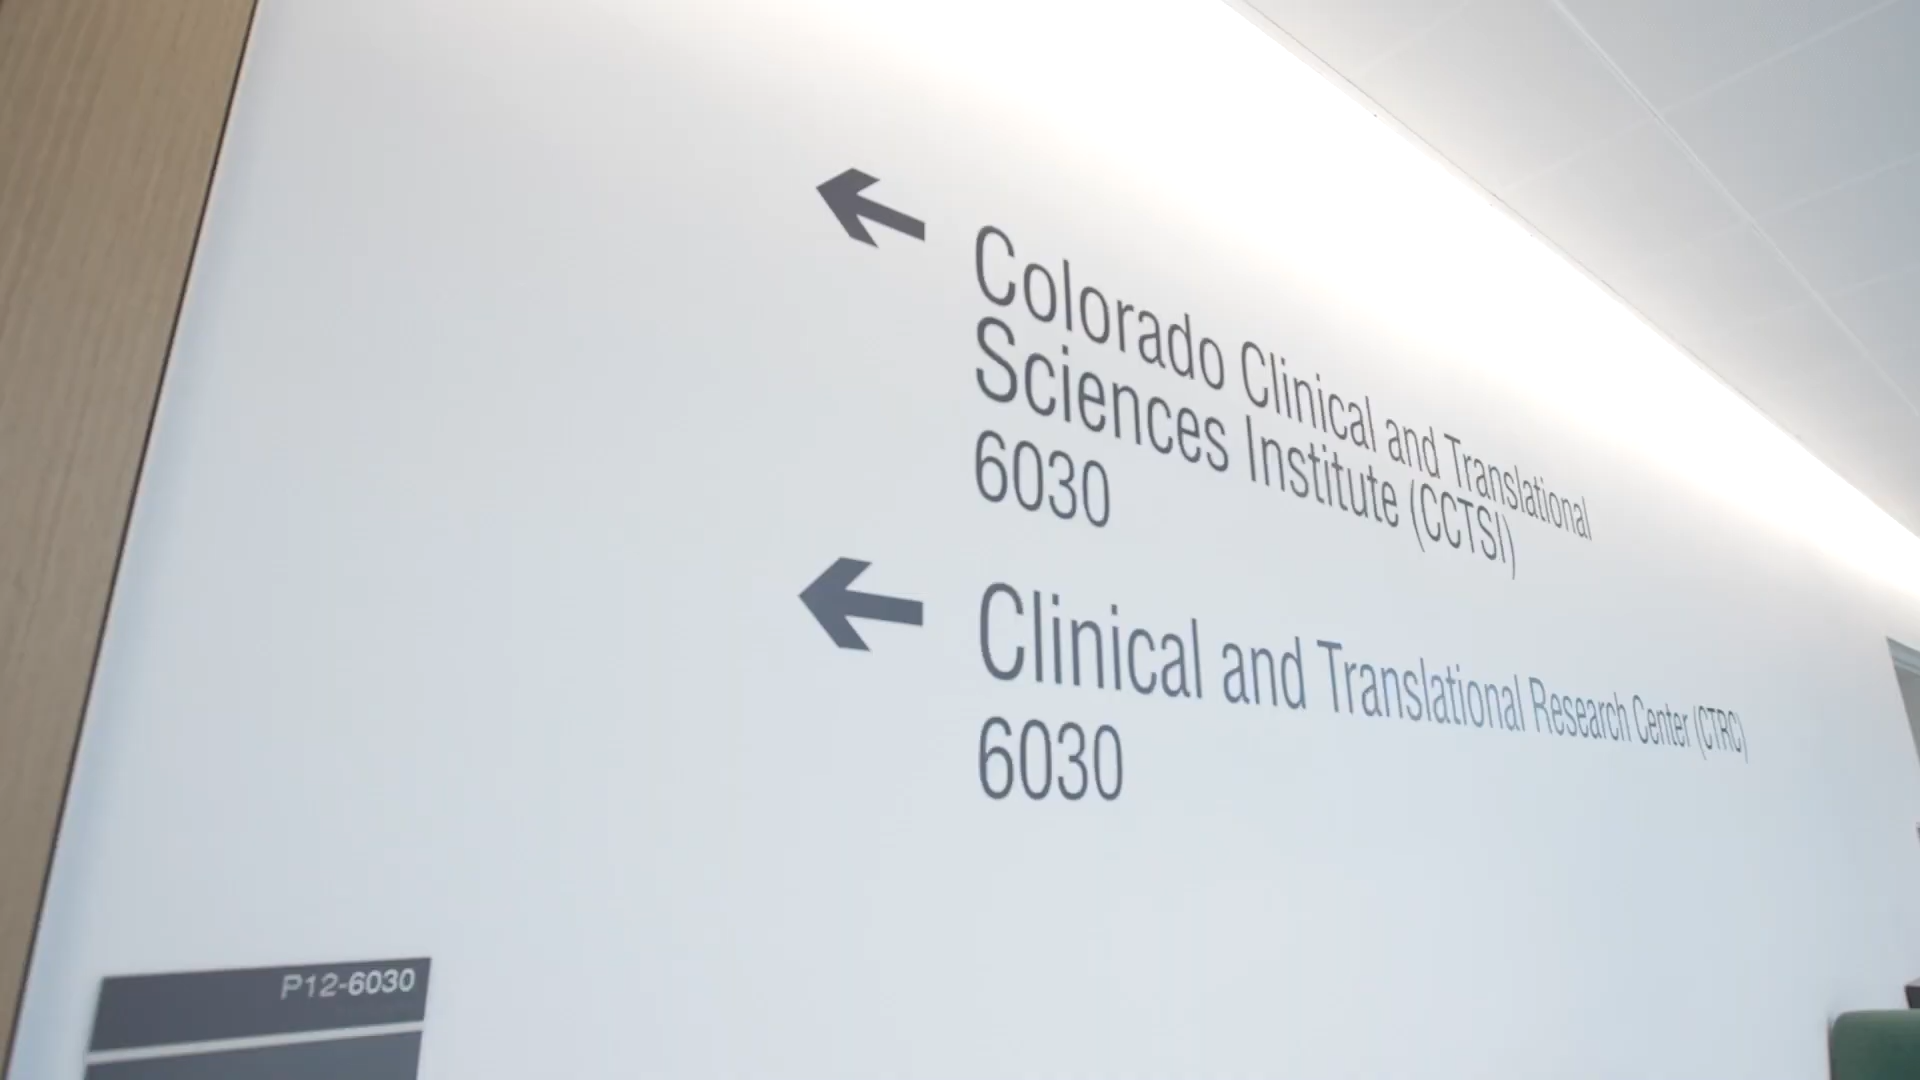 Colorado Clinical and Translational
Sciences Institute (CCTSI)
6030
Clinical and Translational Research Center (CTRC)
6030
P12-6030